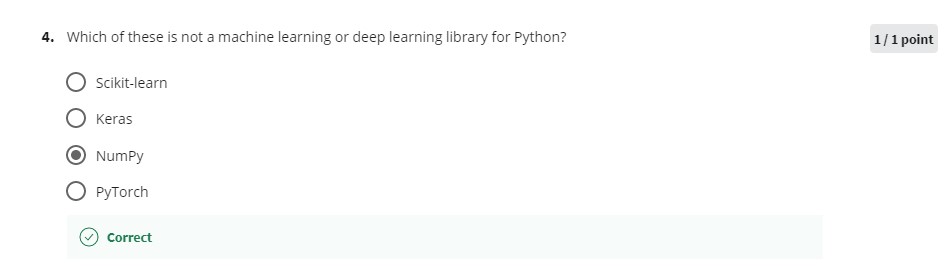 4. Which of these is not a machine learning or deep learning library for Python?
1 / 1 point
Scikit-learn
Keras
NumPy
PyTorch
Correct